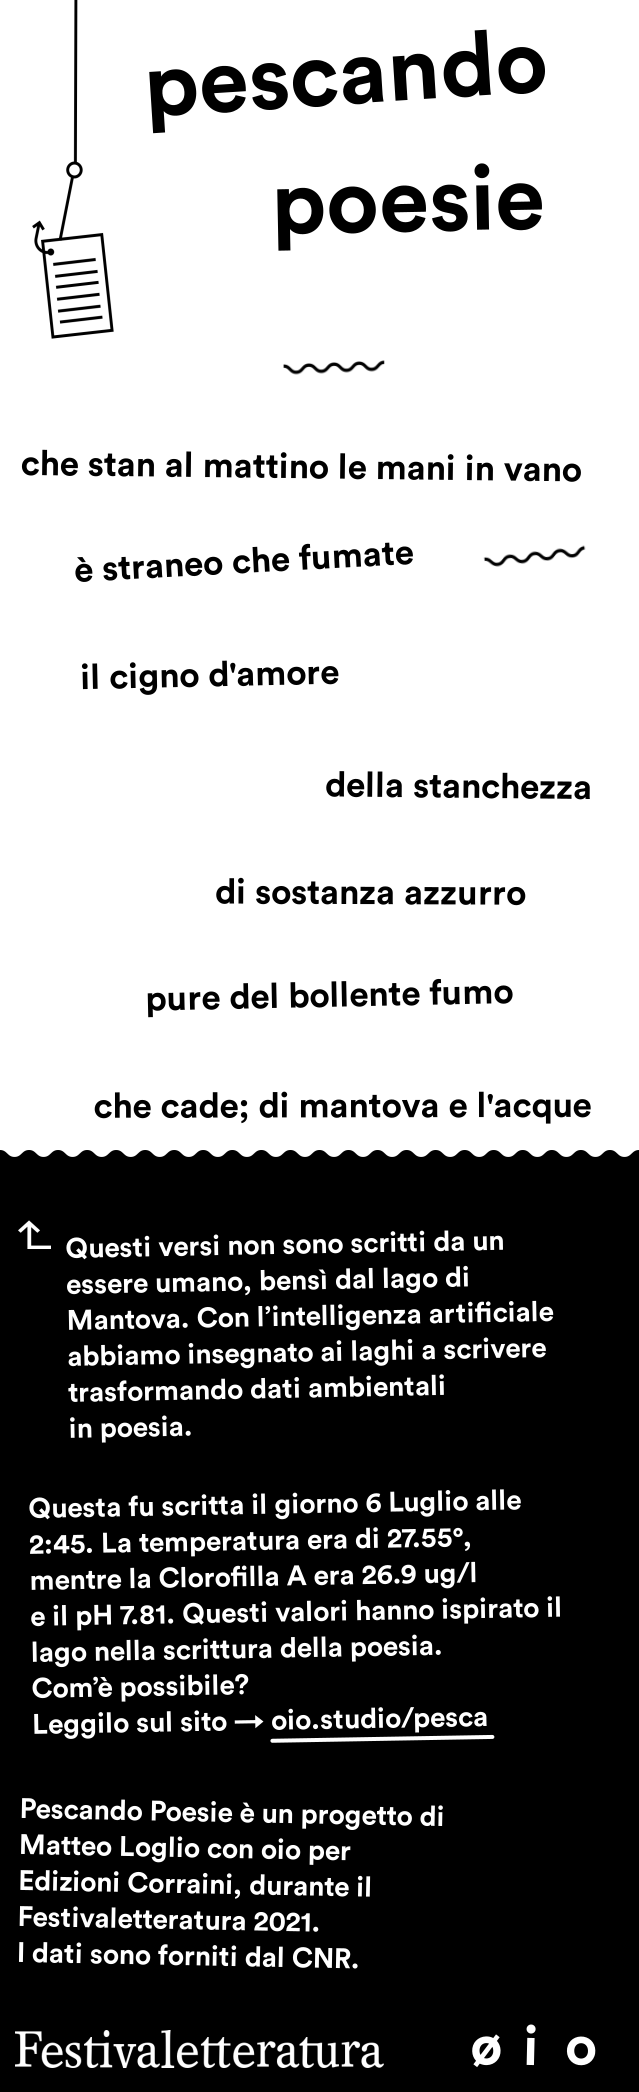 pescando
poesie
che stan al mattino le mani in vano
è straneo che fumate
il cigno d'amore
della stanchezza
di sostanza azzurro
pure del bollente fumo
che cade; di mantova e l'acque
Questi versi non sono scritti da un
essere umano, bensì dal lago di
Mantova. Con l’intelligenza artificiale
abbiamo insegnato ai laghi a scrivere
trasformando dati ambientali
in poesia.
Questa fu scritta il giorno 6 Luglio alle
2:45. La temperatura era di 27.55°,
mentre la Clorofilla A era 26.9 ug/l
e il pH 7.81. Questi valori hanno ispirato il
lago nella scrittura della poesia.
Com’è possibile?
Leggilo sul sito → oio.studio/pesca
Pescando Poesie è un progetto di
Matteo Loglio con oio per
Edizioni Corraini, durante il
Festivaletteratura 2021.
I dati sono forniti dal CNR.
Festivaletteratura
ø i o